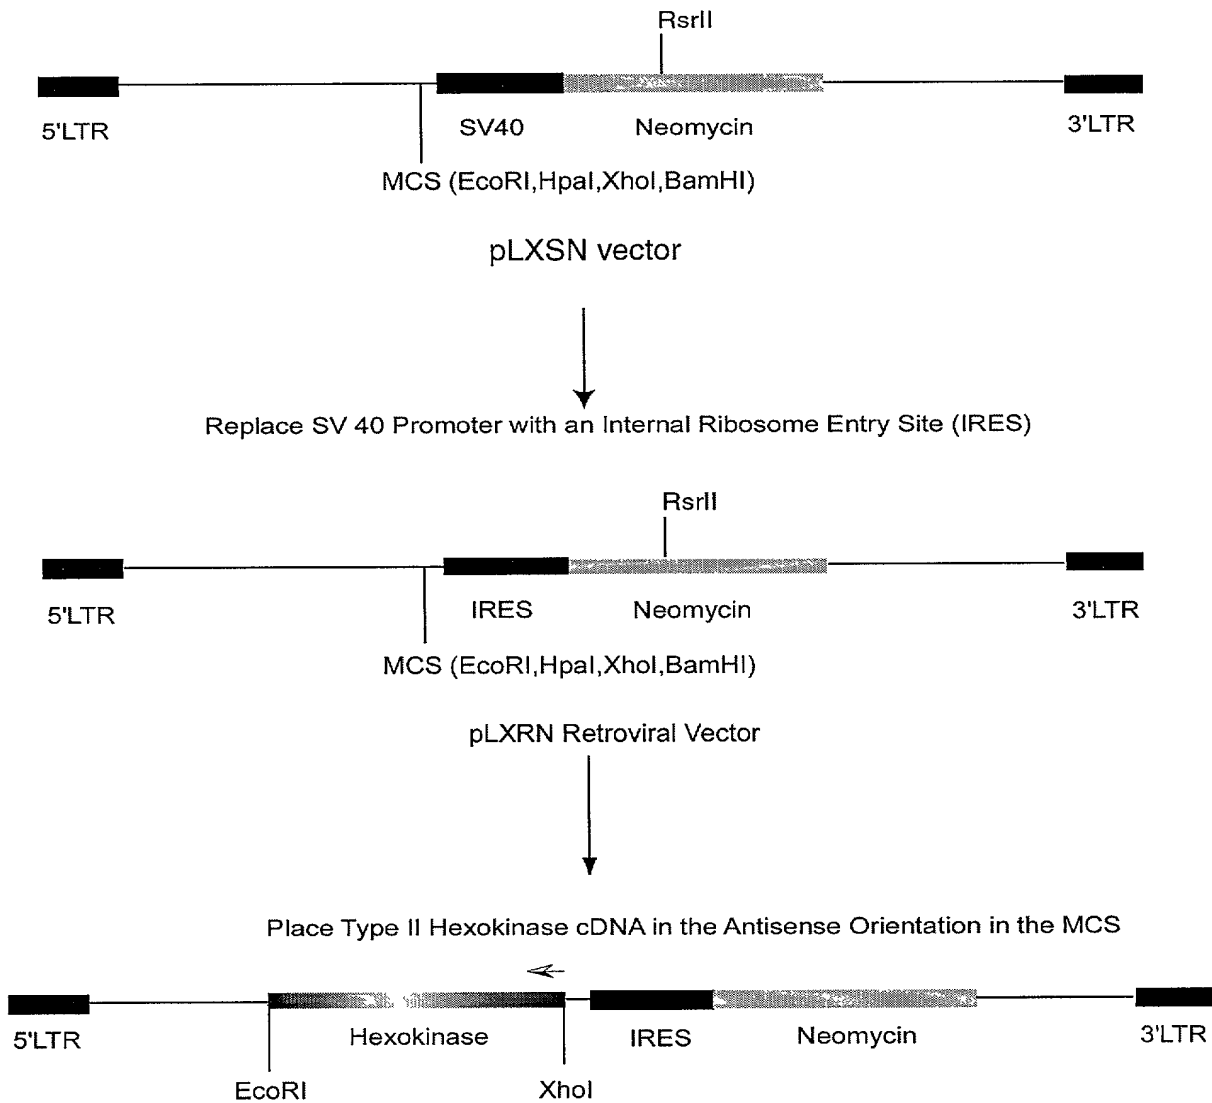 RsrII
5'LTR
SV40
Neomycin
3'LTR
MCS (EcoRI,HpaI,XhoI,BamHI)
pLXSN vector
Replace SV 40 Promoter with an Internal Ribosome Entry Site (IRES)
RsrII
5'LTR
IRES
Neomycin
3'LTR
MCS (EcoRI,HpaI,XhoI,BamHI)
pLXRN Retroviral Vector
Place Type II Hexokinase cDNA in the Antisense Orientation in the MCS
5'LTR
Hexokinase
IRES
Neomycin
3'LTR
EcoRI
XhoI